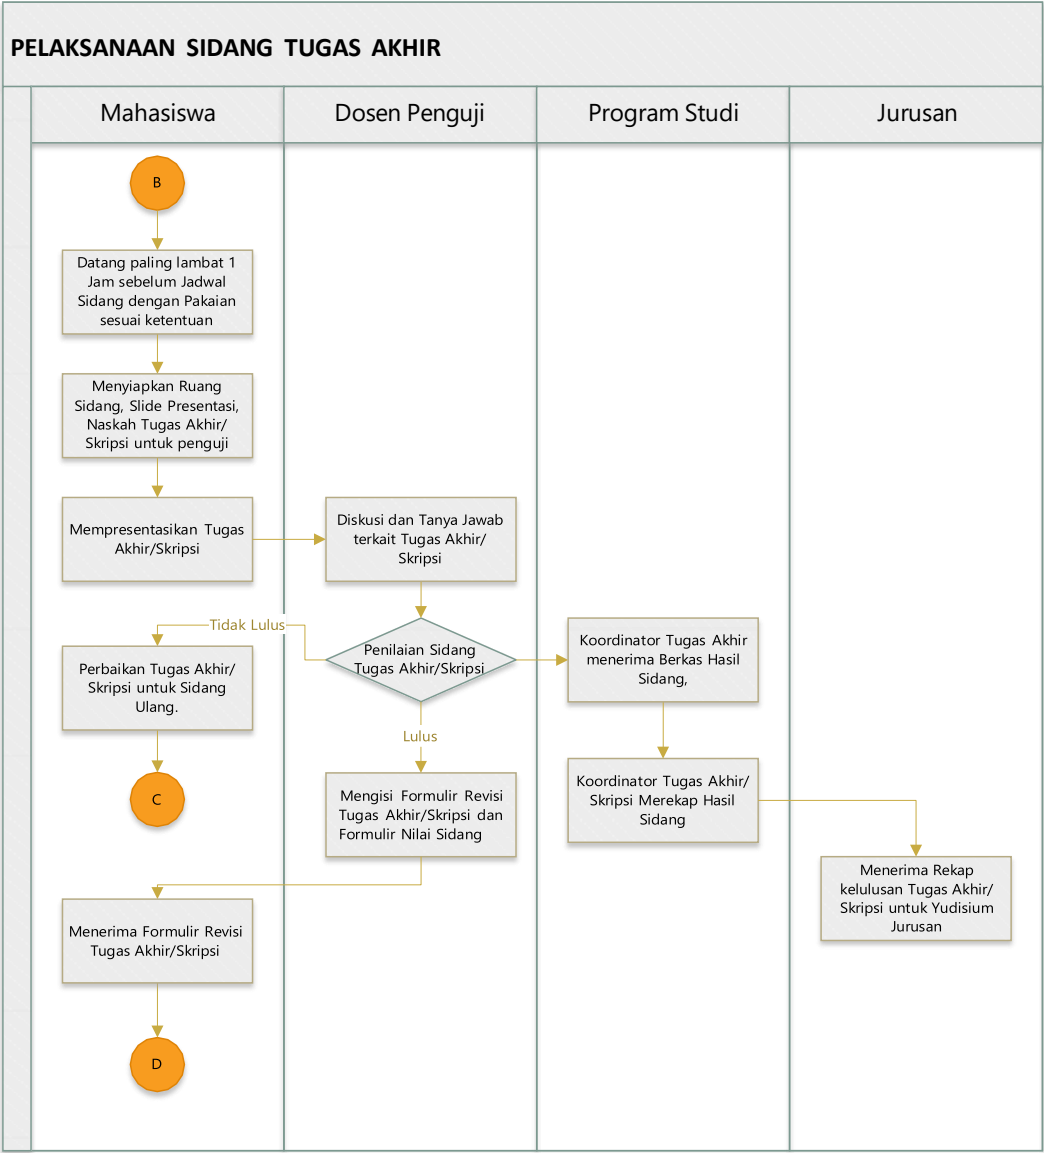 PELAKSANAAN SIDANG TUGAS AKHIR
Mahasiswa
Dosen Penguji
Program Studi
Jurusan
B
Datang paling lambat 1
Jam sebelum Jadwal
Sidang dengan Pakaian
sesuai ketentuan
Menyiapkan Ruang
Sidang, Slide Presentasi,
Naskah Tugas Akhir/
Skripsi untuk penguji
Mempresentasikan Tugas
Akhir/Skripsi
Diskusi dan Tanya Jawab
terkait Tugas Akhir/
Skripsi
Tidak Lulus
Penilaian Sidang
Tugas Akhir/Skripsi
Koordinator Tugas Akhir
menerima Berkas Hasil
Sidang,
Perbaikan Tugas Akhir/
Skripsi untuk Sidang
Ulang.
Lulus
C
Mengisi Formulir Revisi
Tugas Akhir/Skripsi dan
Formulir Nilai Sidang
Koordinator Tugas Akhir/
Skripsi Merekap Hasil
Sidang
Menerima Rekap
kelulusan Tugas Akhir/
Skripsi untuk Yudisium
Jurusan
Menerima Formulir Revisi
Tugas Akhir/Skripsi
D